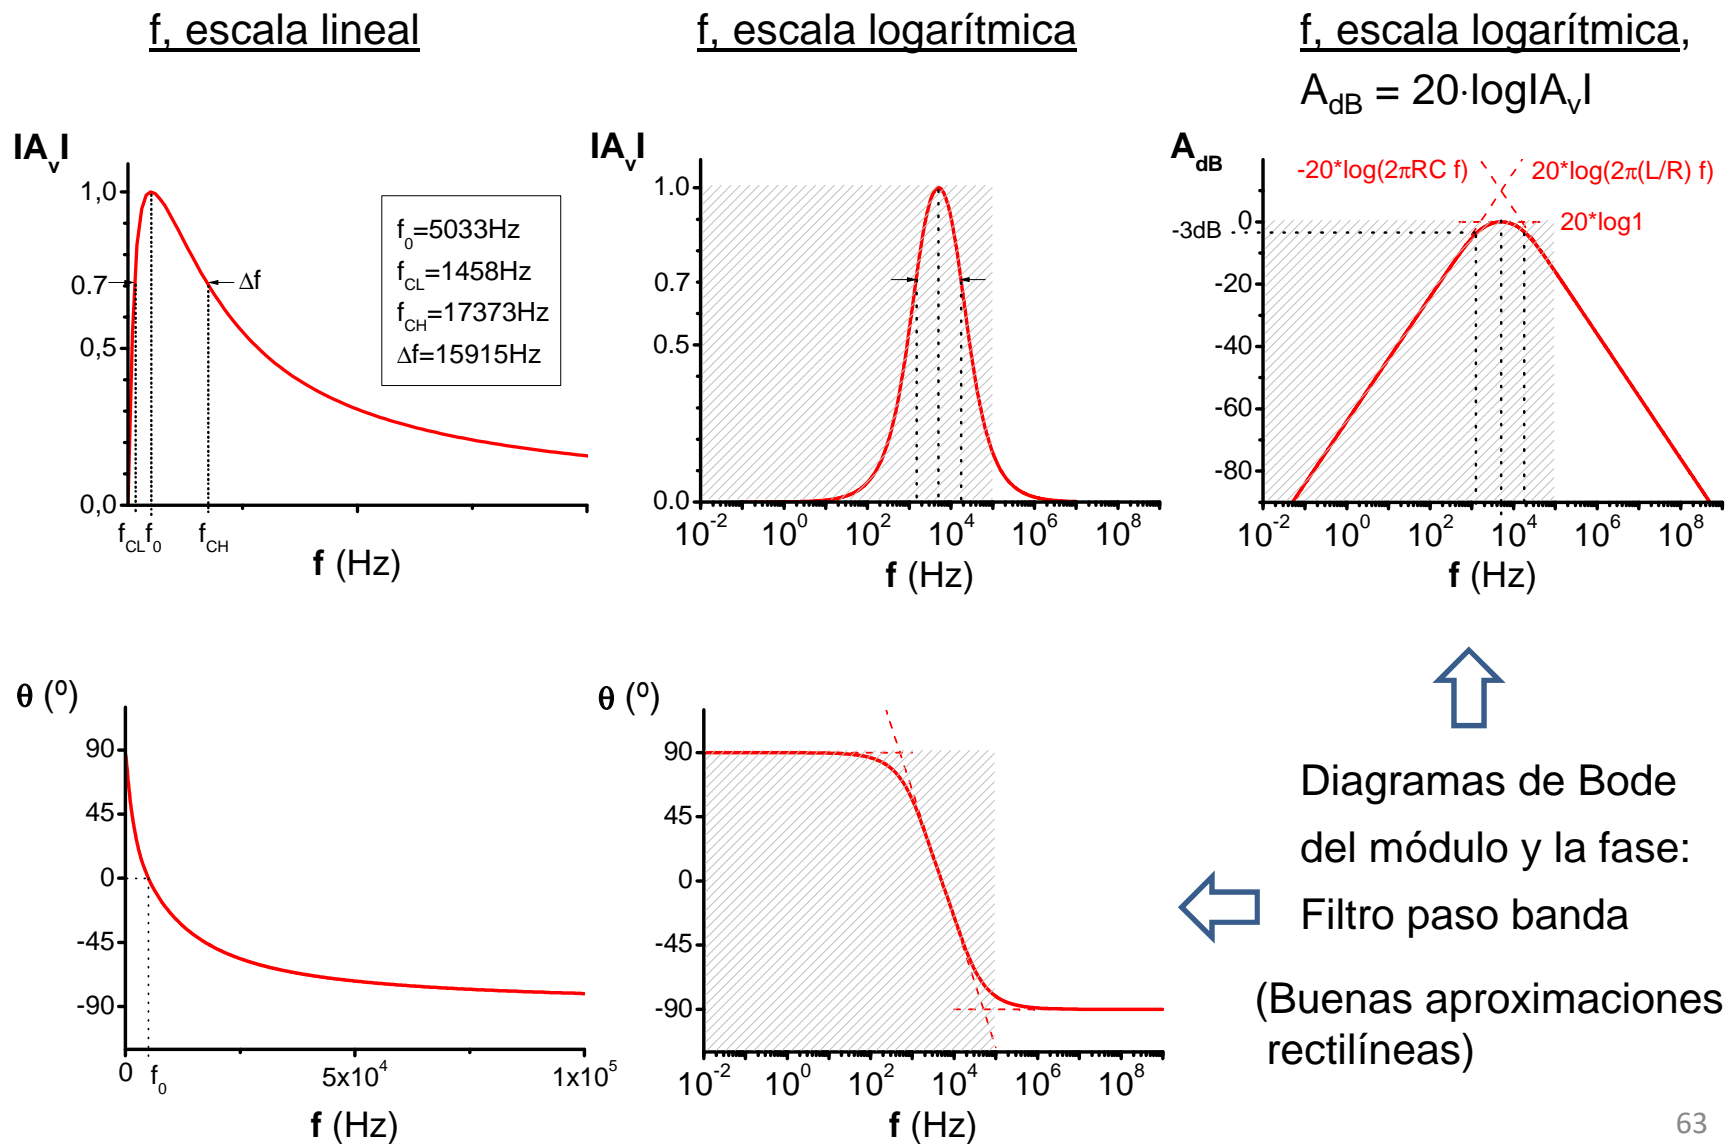 f, escala lineal
f, escala logarítmica
f, escala logarítmica,
A_dB = 20·logIA_vI
IA_vI
1,0
0.7
0,5
0,0
Δf
f_0=5033Hz
f_CL=1458Hz
f_CH=17373Hz
Δf=15915Hz
f_CL f_0 f_CH
f (Hz)
IA_vI
1.0
0.7
0.5
0.0
10^-2 10^0 10^2 10^4 10^6 10^8
f (Hz)
A_dB
-20*log(2πRC f) 20*log(2π(L/R) f)
20*log1
0
-3dB
-20
-40
-60
-80
10^-2 10^0 10^2 10^4 10^6 10^8
f (Hz)
θ (º)
90
45
0
-45
-90
0 f_0 5x10^4 1x10^5
f (Hz)
θ (º)
90
45
0
-45
-90
10^-2 10^0 10^2 10^4 10^6 10^8
f (Hz)
Diagramas de Bode
del módulo y la fase:
Filtro paso banda
(Buenas aproximaciones
rectilíneas)
63